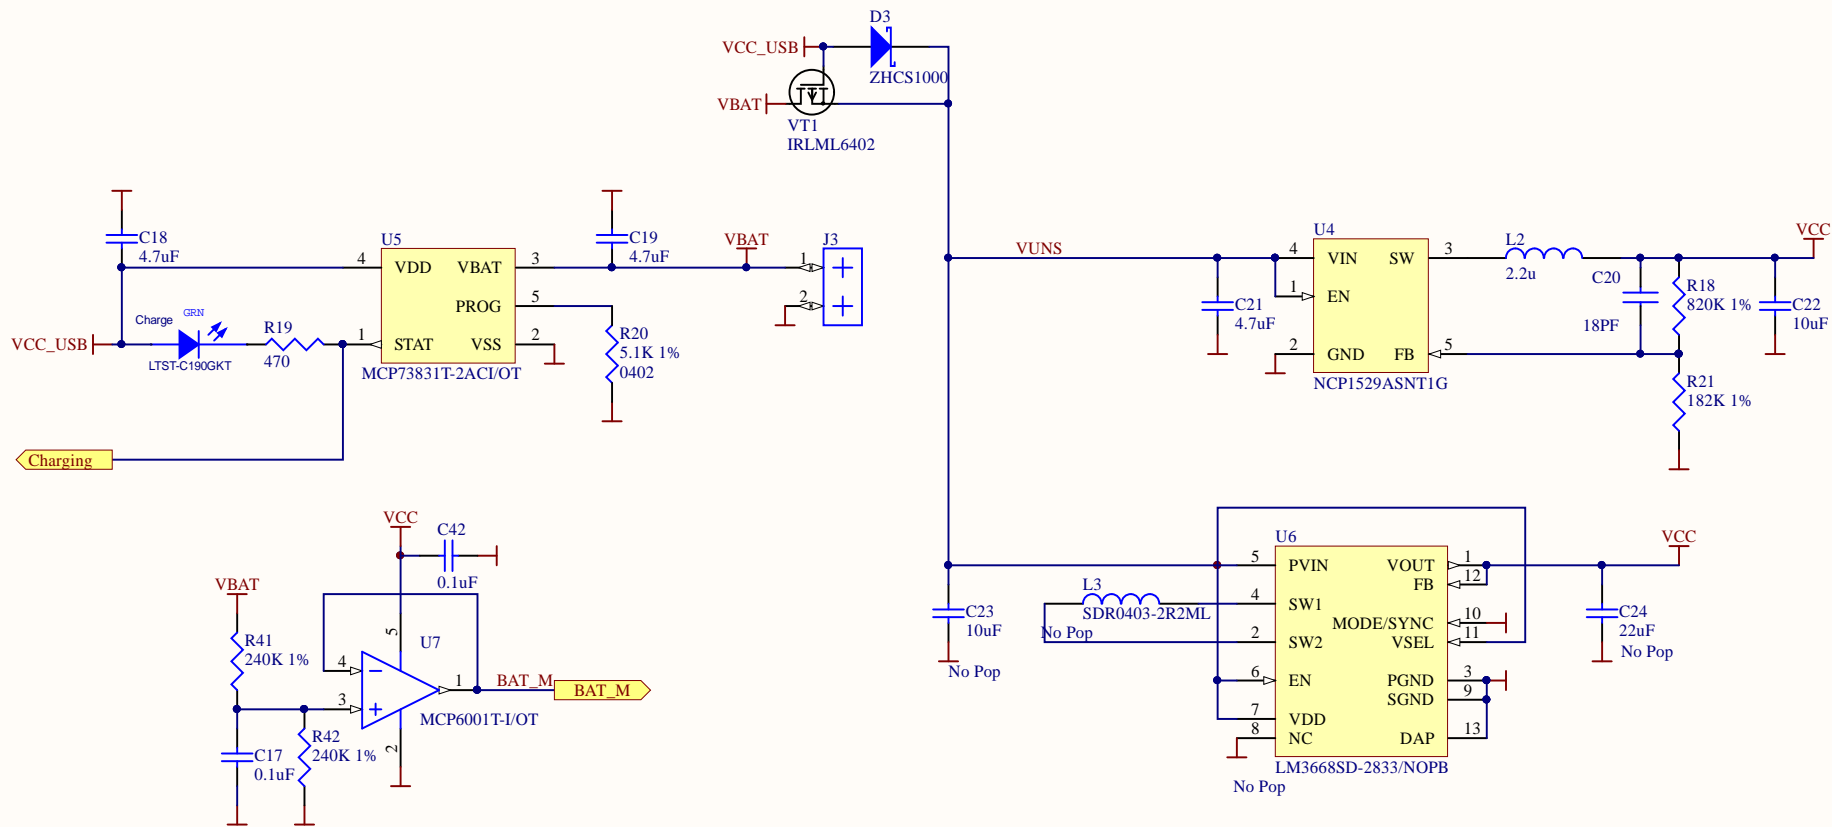 D3
VCC_USB
ZHCS1000
VBAT
VT1
IRLML6402
C18
4.7uF
U5
4
VDD
VBAT
3
PROG
5
1
STAT
VSS
2
MCP73831T-2ACI/OT
C19
4.7uF
VBAT
J3
1
2
Charge
GRN
VCC_USB
LTST-C190GKT
R19
470
R20
5.1K 1%
0402
Charging
VUNS
U4
4
VIN
SW
3
1
EN
2
GND
FB
5
NCP1529ASNT1G
C21
4.7uF
L2
2.2u
VCC
C20
18PF
R18
820K 1%
C22
10uF
R21
182K 1%
VCC
C42
0.1uF
VBAT
R41
240K 1%
5
U7
4
3
1
2
MCP6001T-I/OT
BAT_M
BAT_M
C17
0.1uF
R42
240K 1%
C23
10uF
No Pop
L3
SDR0403-2R2ML
No Pop
U6
5
PVIN
VOUT
1
FB
12
4
SW1
MODE/SYNC
10
2
SW2
VSEL
11
6
EN
PGND
3
SGND
9
7
VDD
8
NC
DAP
13
LM3668SD-2833/NOPB
No Pop
VCC
C24
22uF
No Pop